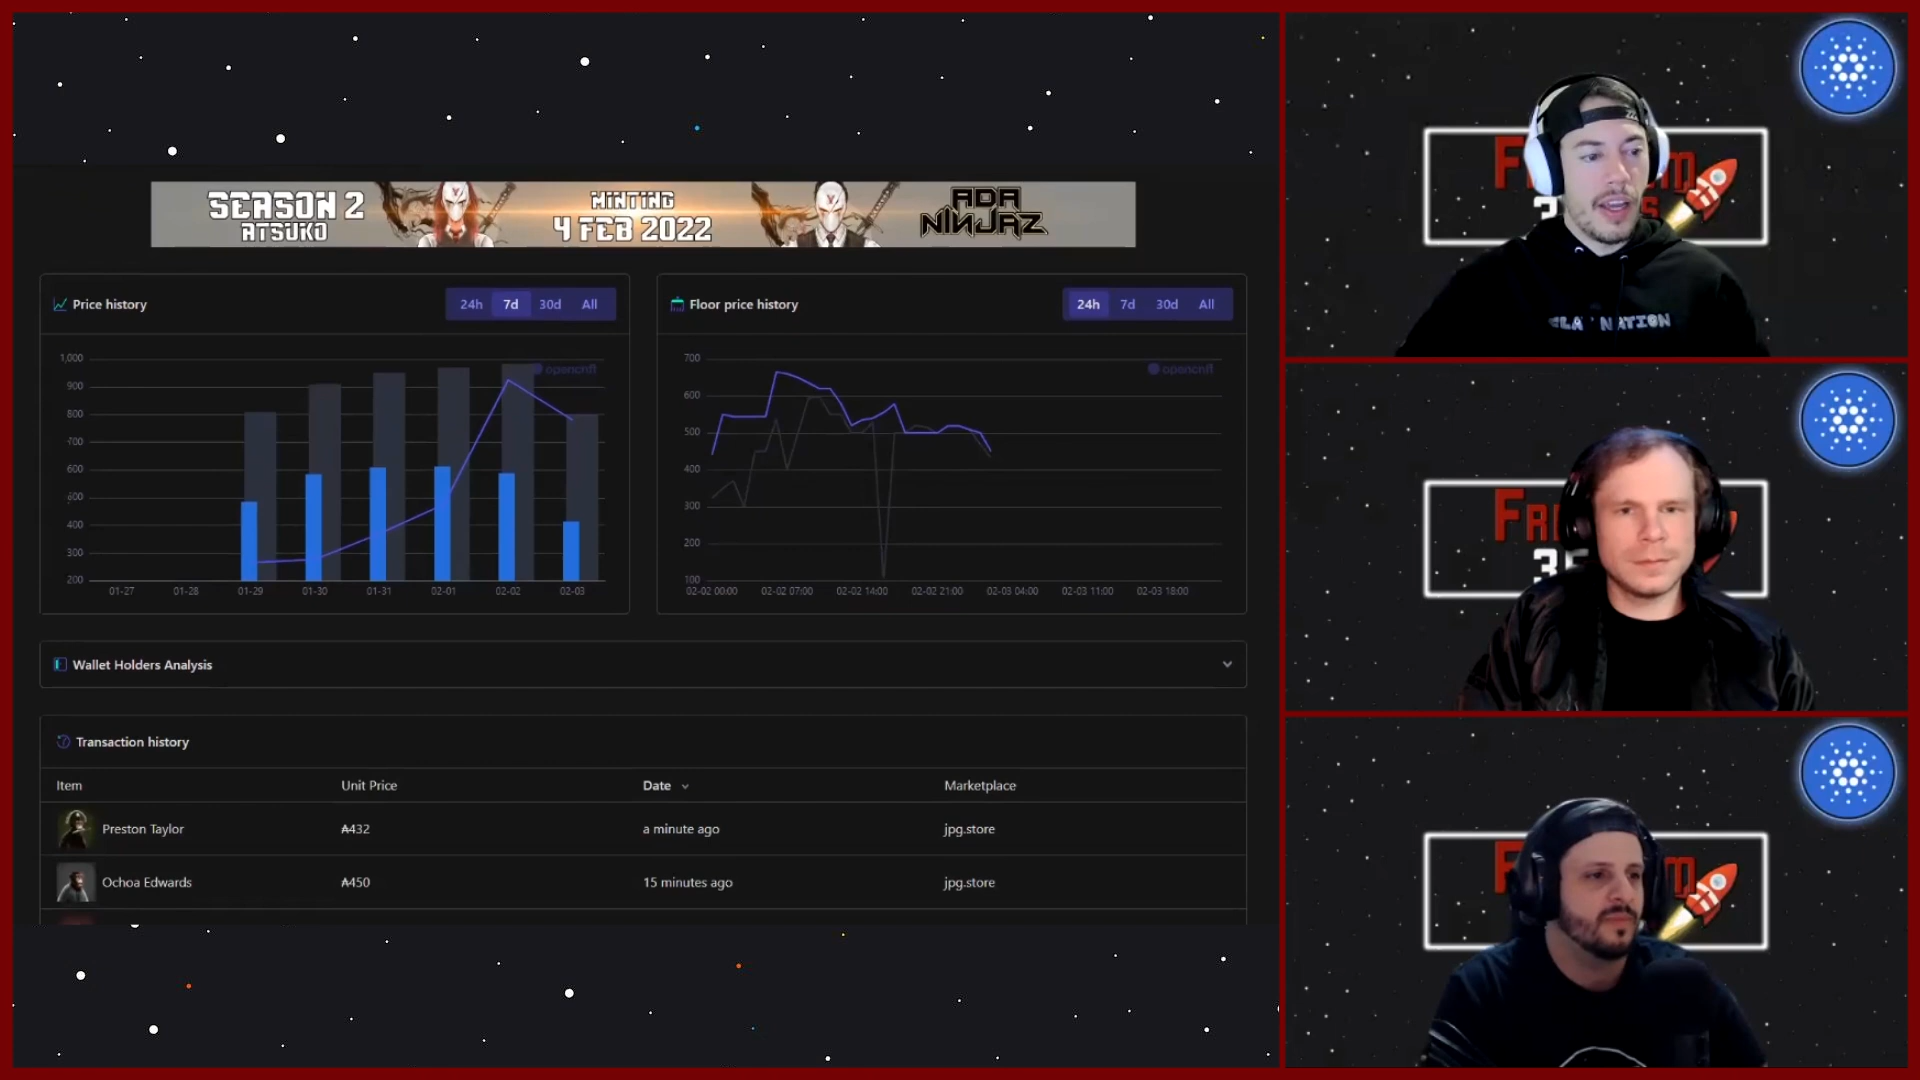 SEASON 2
ATSUKO
MINTING
4 FEB 2022
ADA
NINJAZ
Price history
24h 7d 30d All
Floor price history
24h 7d 30d All
1,000
900
800
700
600
500
400
300
200
opencnft
01-27 01-28 01-29 01-30 01-31 02-01 02-02 02-03
700
600
500
400
300
200
100
opencnft
02-02 00:00 02-02 07:00 02-02 14:00 02-02 21:00 02-03 04:00 02-03 11:00 02-03 18:00
Wallet Holders Analysis
Transaction history
Item Unit Price Date Marketplace
Preston Taylor ₳432 a minute ago jpg.store
Ochoa Edwards ₳450 15 minutes ago jpg.store